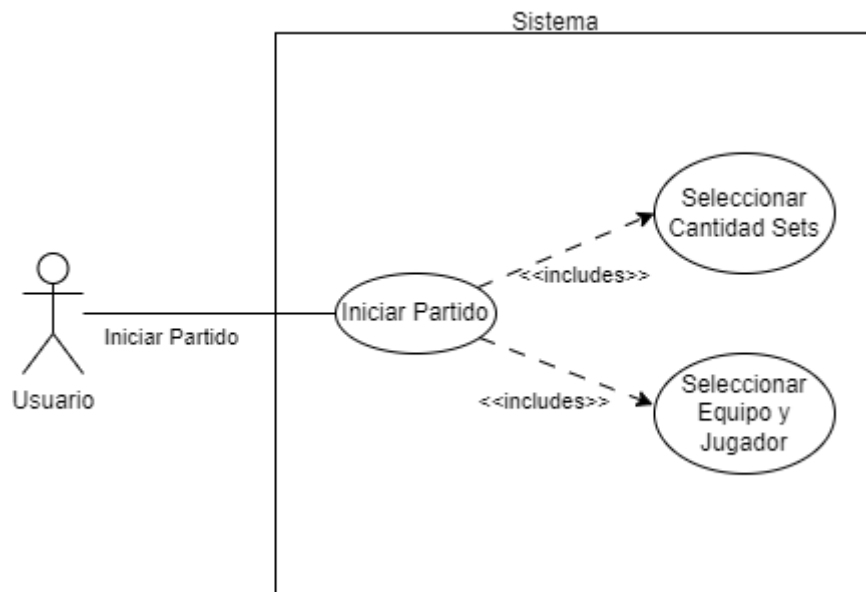 Sistema
Seleccionar
Cantidad Sets
<<includes>>
Iniciar Partido
Iniciar Partido
Usuario
<<includes>>
Seleccionar
Equipo y
Jugador